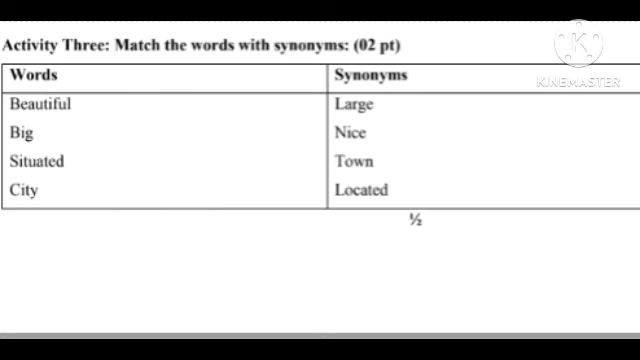 Activity Three: Match the words with synonyms: (02 pt)
Words Synonyms
Beautiful Large
Big Nice
Situated Town
City Located
½
K
KINEMASTER